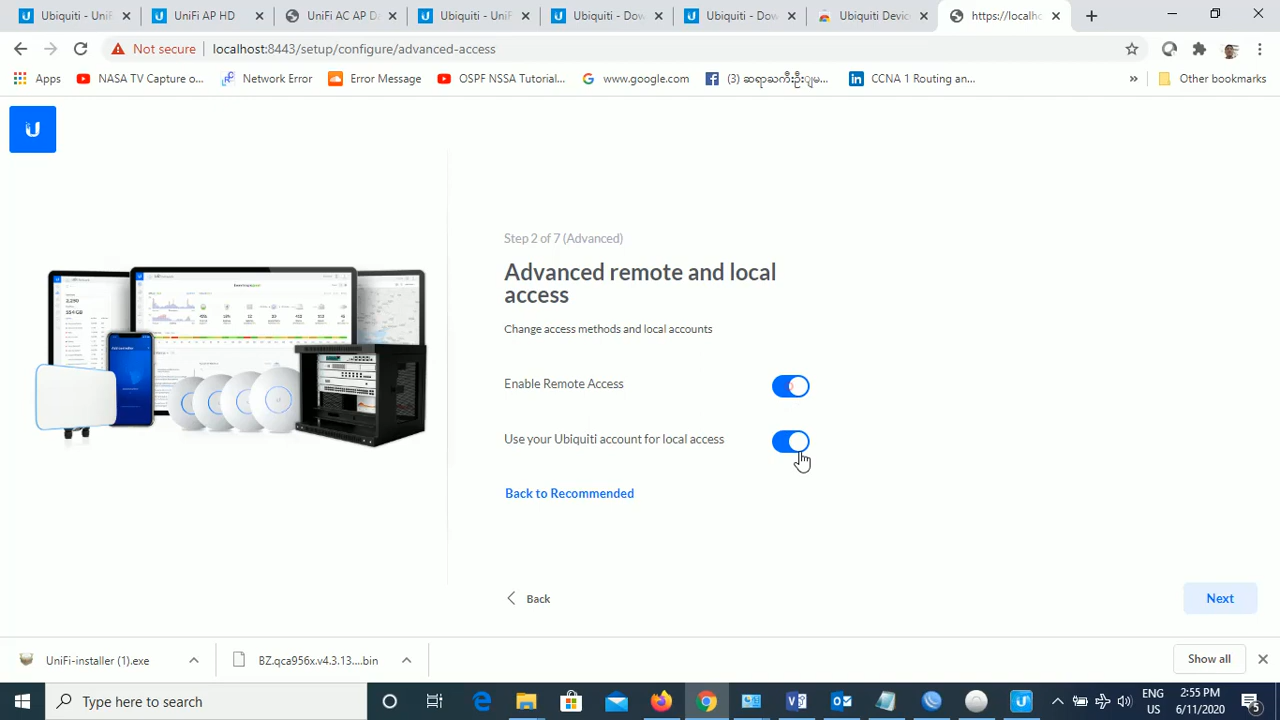 Ubiquiti - UniF
UniFi AP HD
UniFi AC AP D
Ubiquiti - UniF
Ubiquiti - Dow
Ubiquiti - Dow
Ubiquiti Devic
https://localho
Not secure
localhost:8443/setup/configure/advanced-access
Apps
NASA TV Capture o...
Network Error
Error Message
OSPF NSSA Tutorial...
www.google.com
CCNA 1 Routing an...
Other bookmarks
Step 2 of 7 (Advanced)
Advanced remote and local
access
Change access methods and local accounts
Enable Remote Access
Use your Ubiquiti account for local access
Back to Recommended
Back
Next
UniFi-installer (1).exe
BZ.qca956x.v4.3.13....bin
Show all
Type here to search
ENG
US
2:55 PM
6/11/2020
5